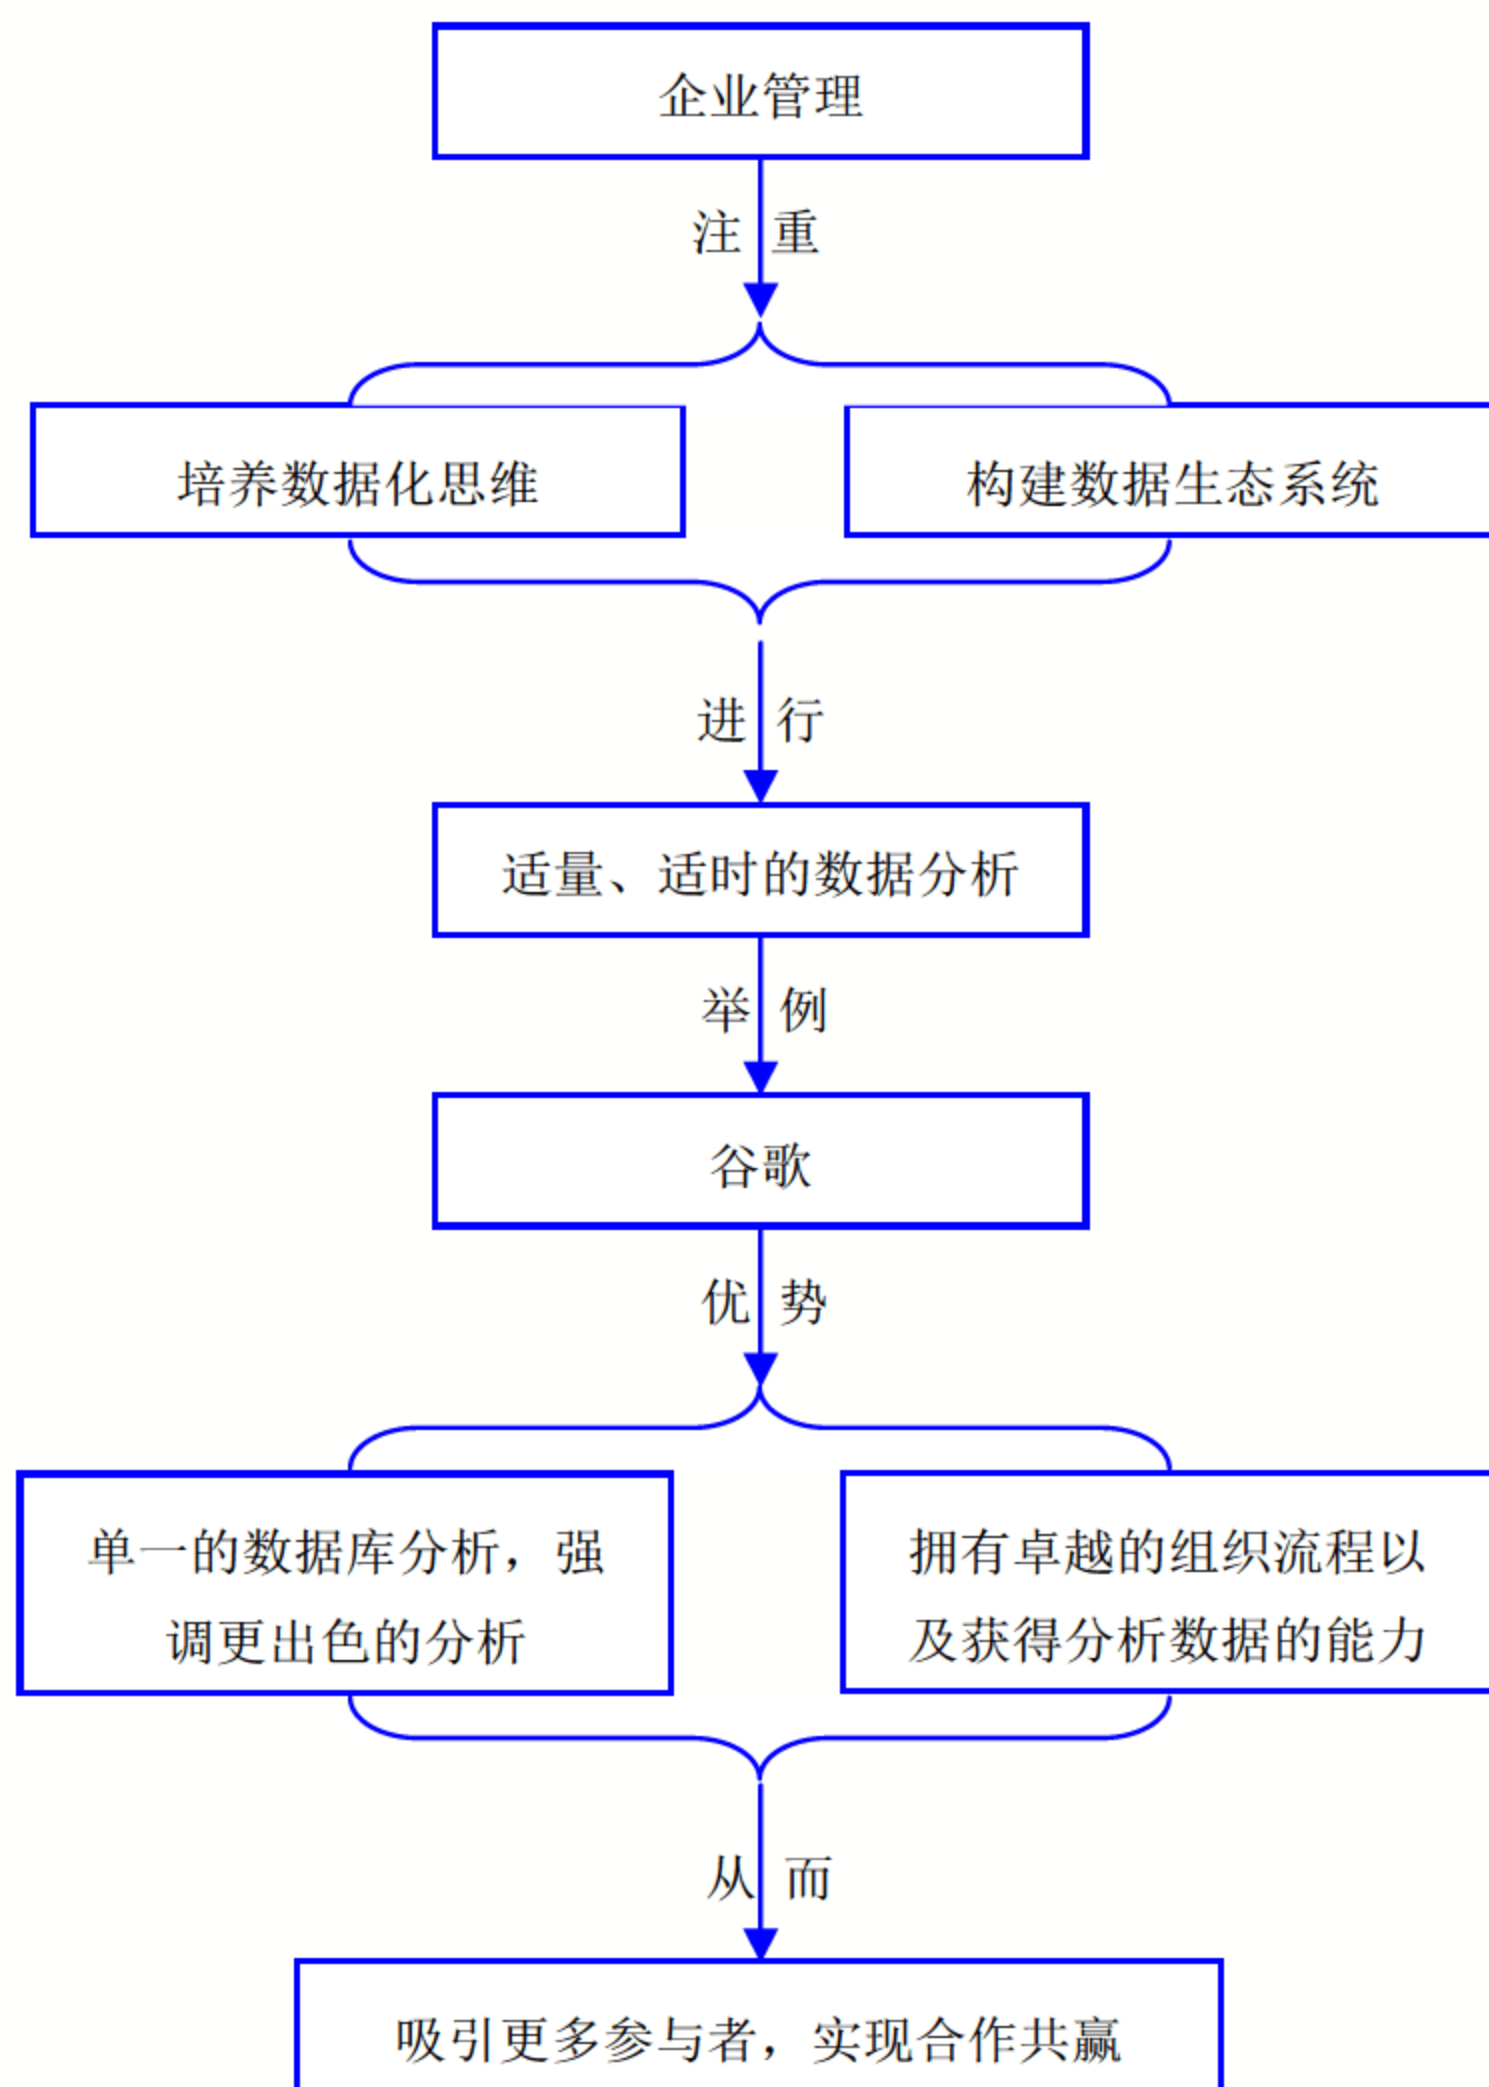 企业管理
注重
培养数据化思维
构建数据生态系统
进行
适量、适时的数据分析
举例
谷歌
优势
单一的数据库分析，强
调更出色的分析
拥有卓越的组织流程以
及获得分析数据的能力
从而
吸引更多参与者，实现合作共赢